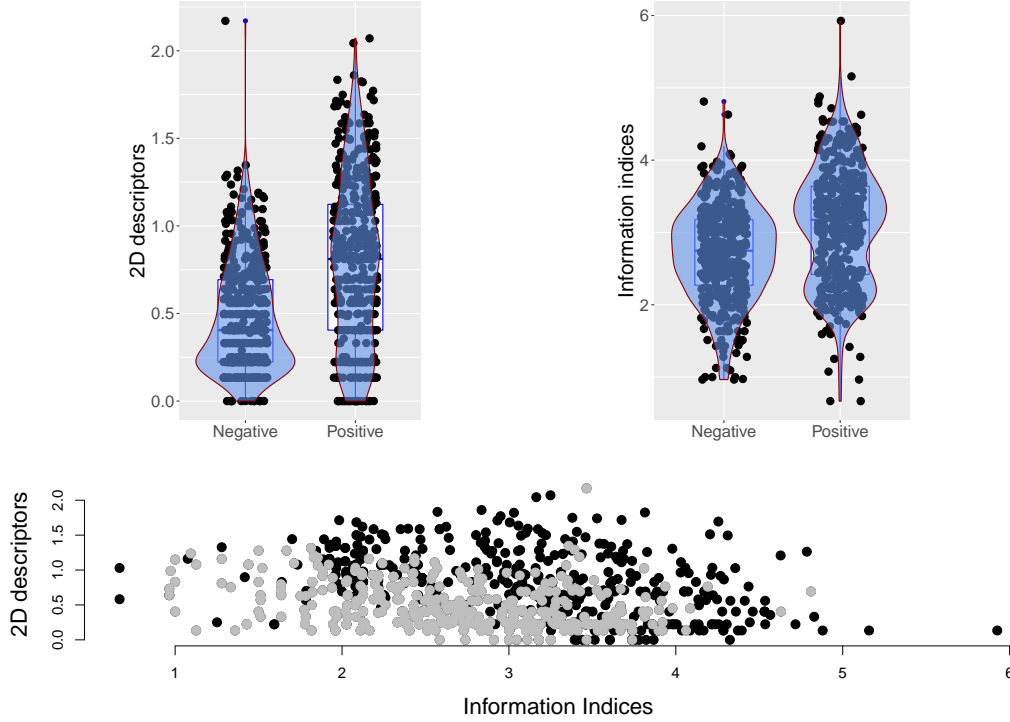 2D descriptors
2.0
1.5
1.0
0.5
0.0
Negative Positive
Information indices
6
4
2
Negative Positive
2D descriptors
2.0
1.5
1.0
0.5
0.0
1 2 3 4 5 6
Information Indices